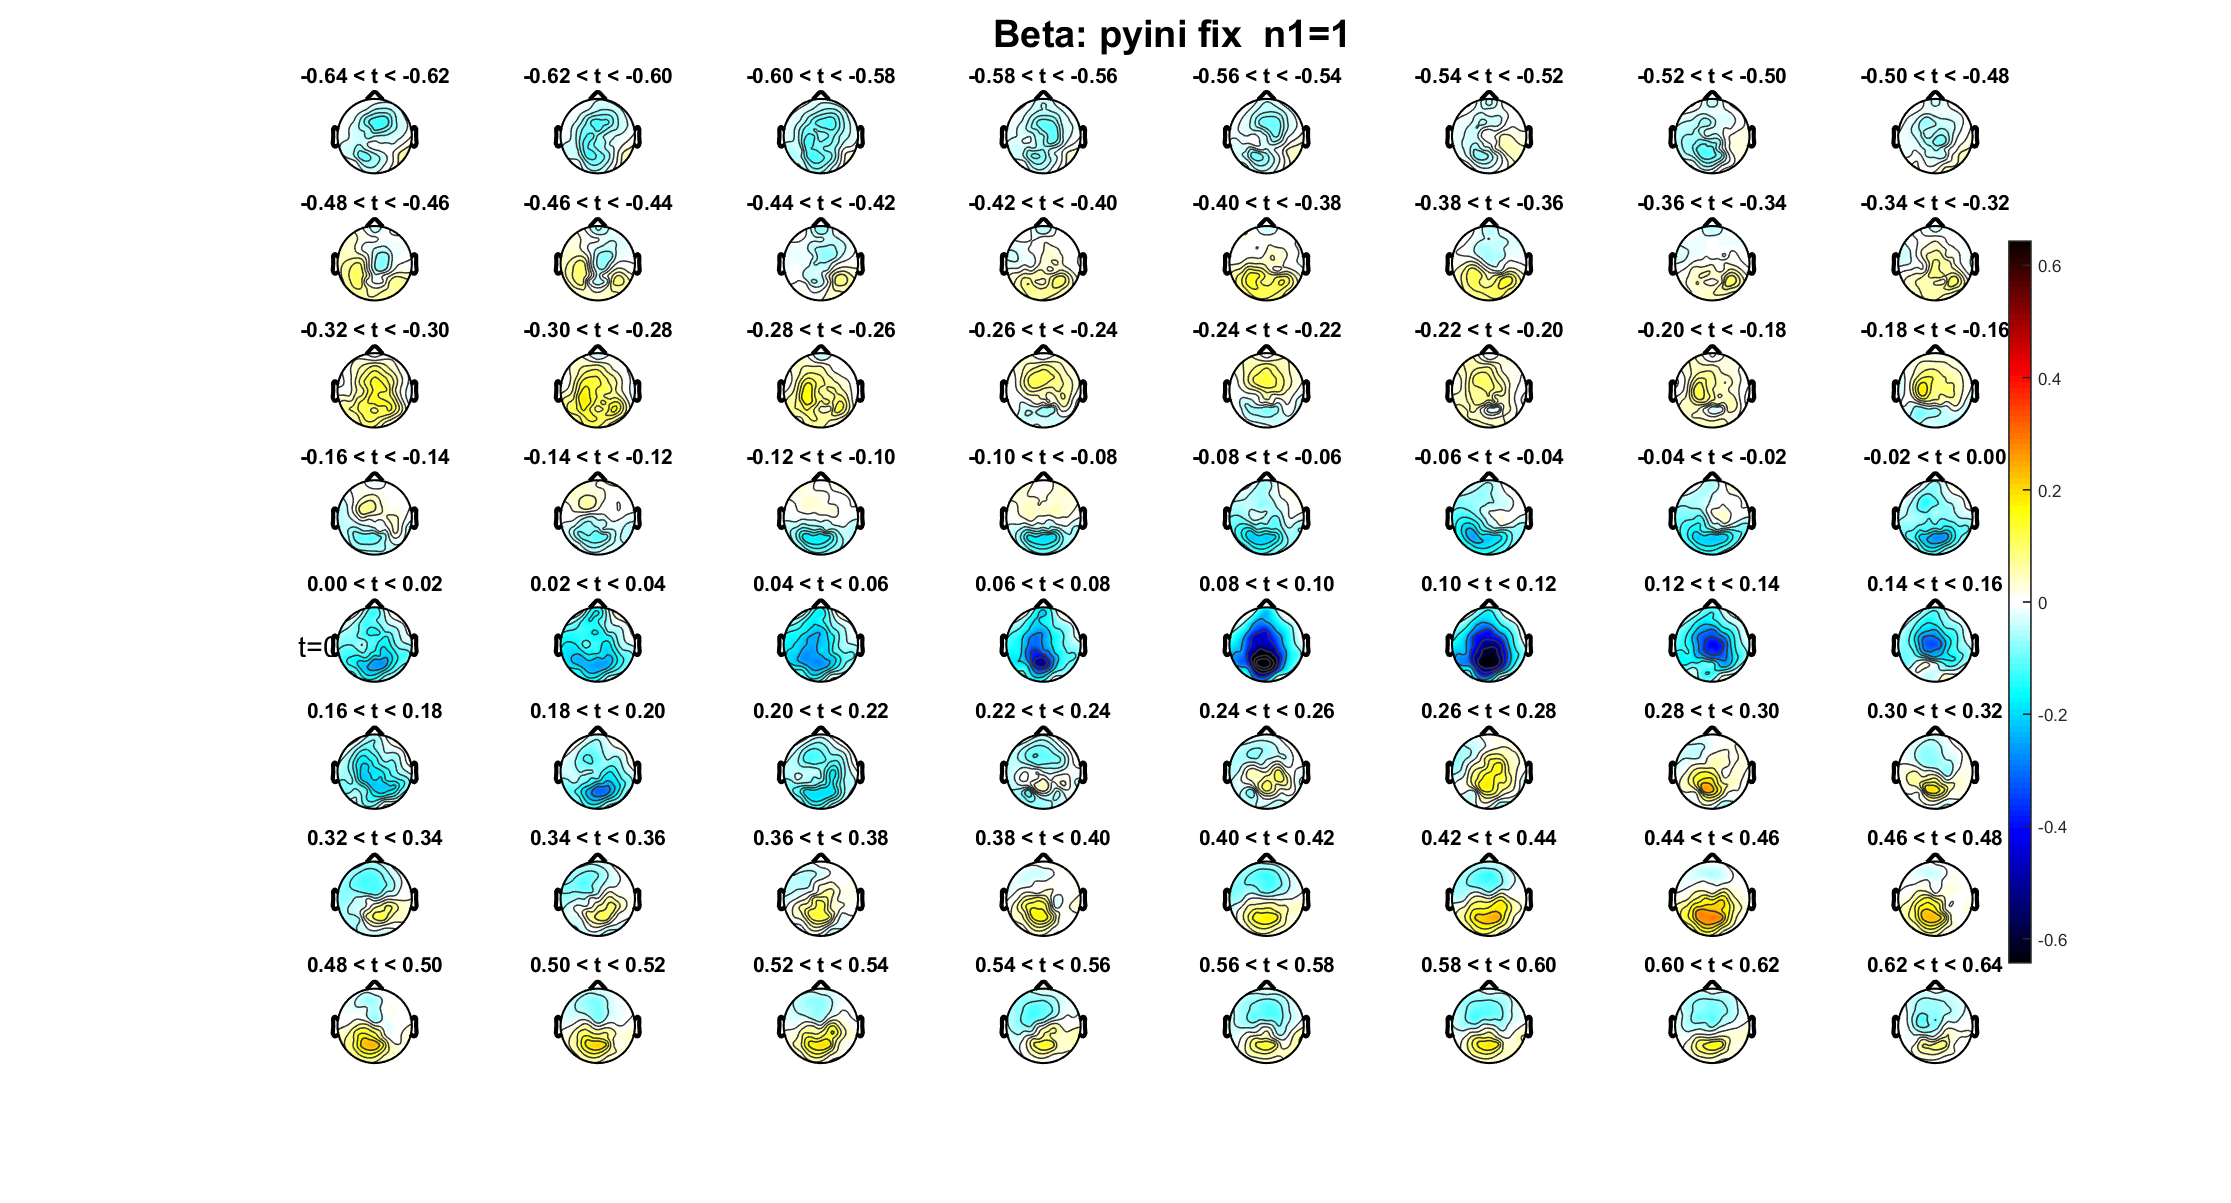 Beta: pyini fix  n1=1
-0.64 < t < -0.62
-0.62 < t < -0.60
-0.60 < t < -0.58
-0.58 < t < -0.56
-0.56 < t < -0.54
-0.54 < t < -0.52
-0.52 < t < -0.50
-0.50 < t < -0.48
-0.48 < t < -0.46
-0.46 < t < -0.44
-0.44 < t < -0.42
-0.42 < t < -0.40
-0.40 < t < -0.38
-0.38 < t < -0.36
-0.36 < t < -0.34
-0.34 < t < -0.32
-0.32 < t < -0.30
-0.30 < t < -0.28
-0.28 < t < -0.26
-0.26 < t < -0.24
-0.24 < t < -0.22
-0.22 < t < -0.20
-0.20 < t < -0.18
-0.18 < t < -0.16
-0.16 < t < -0.14
-0.14 < t < -0.12
-0.12 < t < -0.10
-0.10 < t < -0.08
-0.08 < t < -0.06
-0.06 < t < -0.04
-0.04 < t < -0.02
-0.02 < t < 0.00
0.00 < t < 0.02
0.02 < t < 0.04
0.04 < t < 0.06
0.06 < t < 0.08
0.08 < t < 0.10
0.10 < t < 0.12
0.12 < t < 0.14
0.14 < t < 0.16
t=0
0.16 < t < 0.18
0.18 < t < 0.20
0.20 < t < 0.22
0.22 < t < 0.24
0.24 < t < 0.26
0.26 < t < 0.28
0.28 < t < 0.30
0.30 < t < 0.32
0.32 < t < 0.34
0.34 < t < 0.36
0.36 < t < 0.38
0.38 < t < 0.40
0.40 < t < 0.42
0.42 < t < 0.44
0.44 < t < 0.46
0.46 < t < 0.48
0.48 < t < 0.50
0.50 < t < 0.52
0.52 < t < 0.54
0.54 < t < 0.56
0.56 < t < 0.58
0.58 < t < 0.60
0.60 < t < 0.62
0.62 < t < 0.64
0.6
0.4
0.2
0
-0.2
-0.4
-0.6